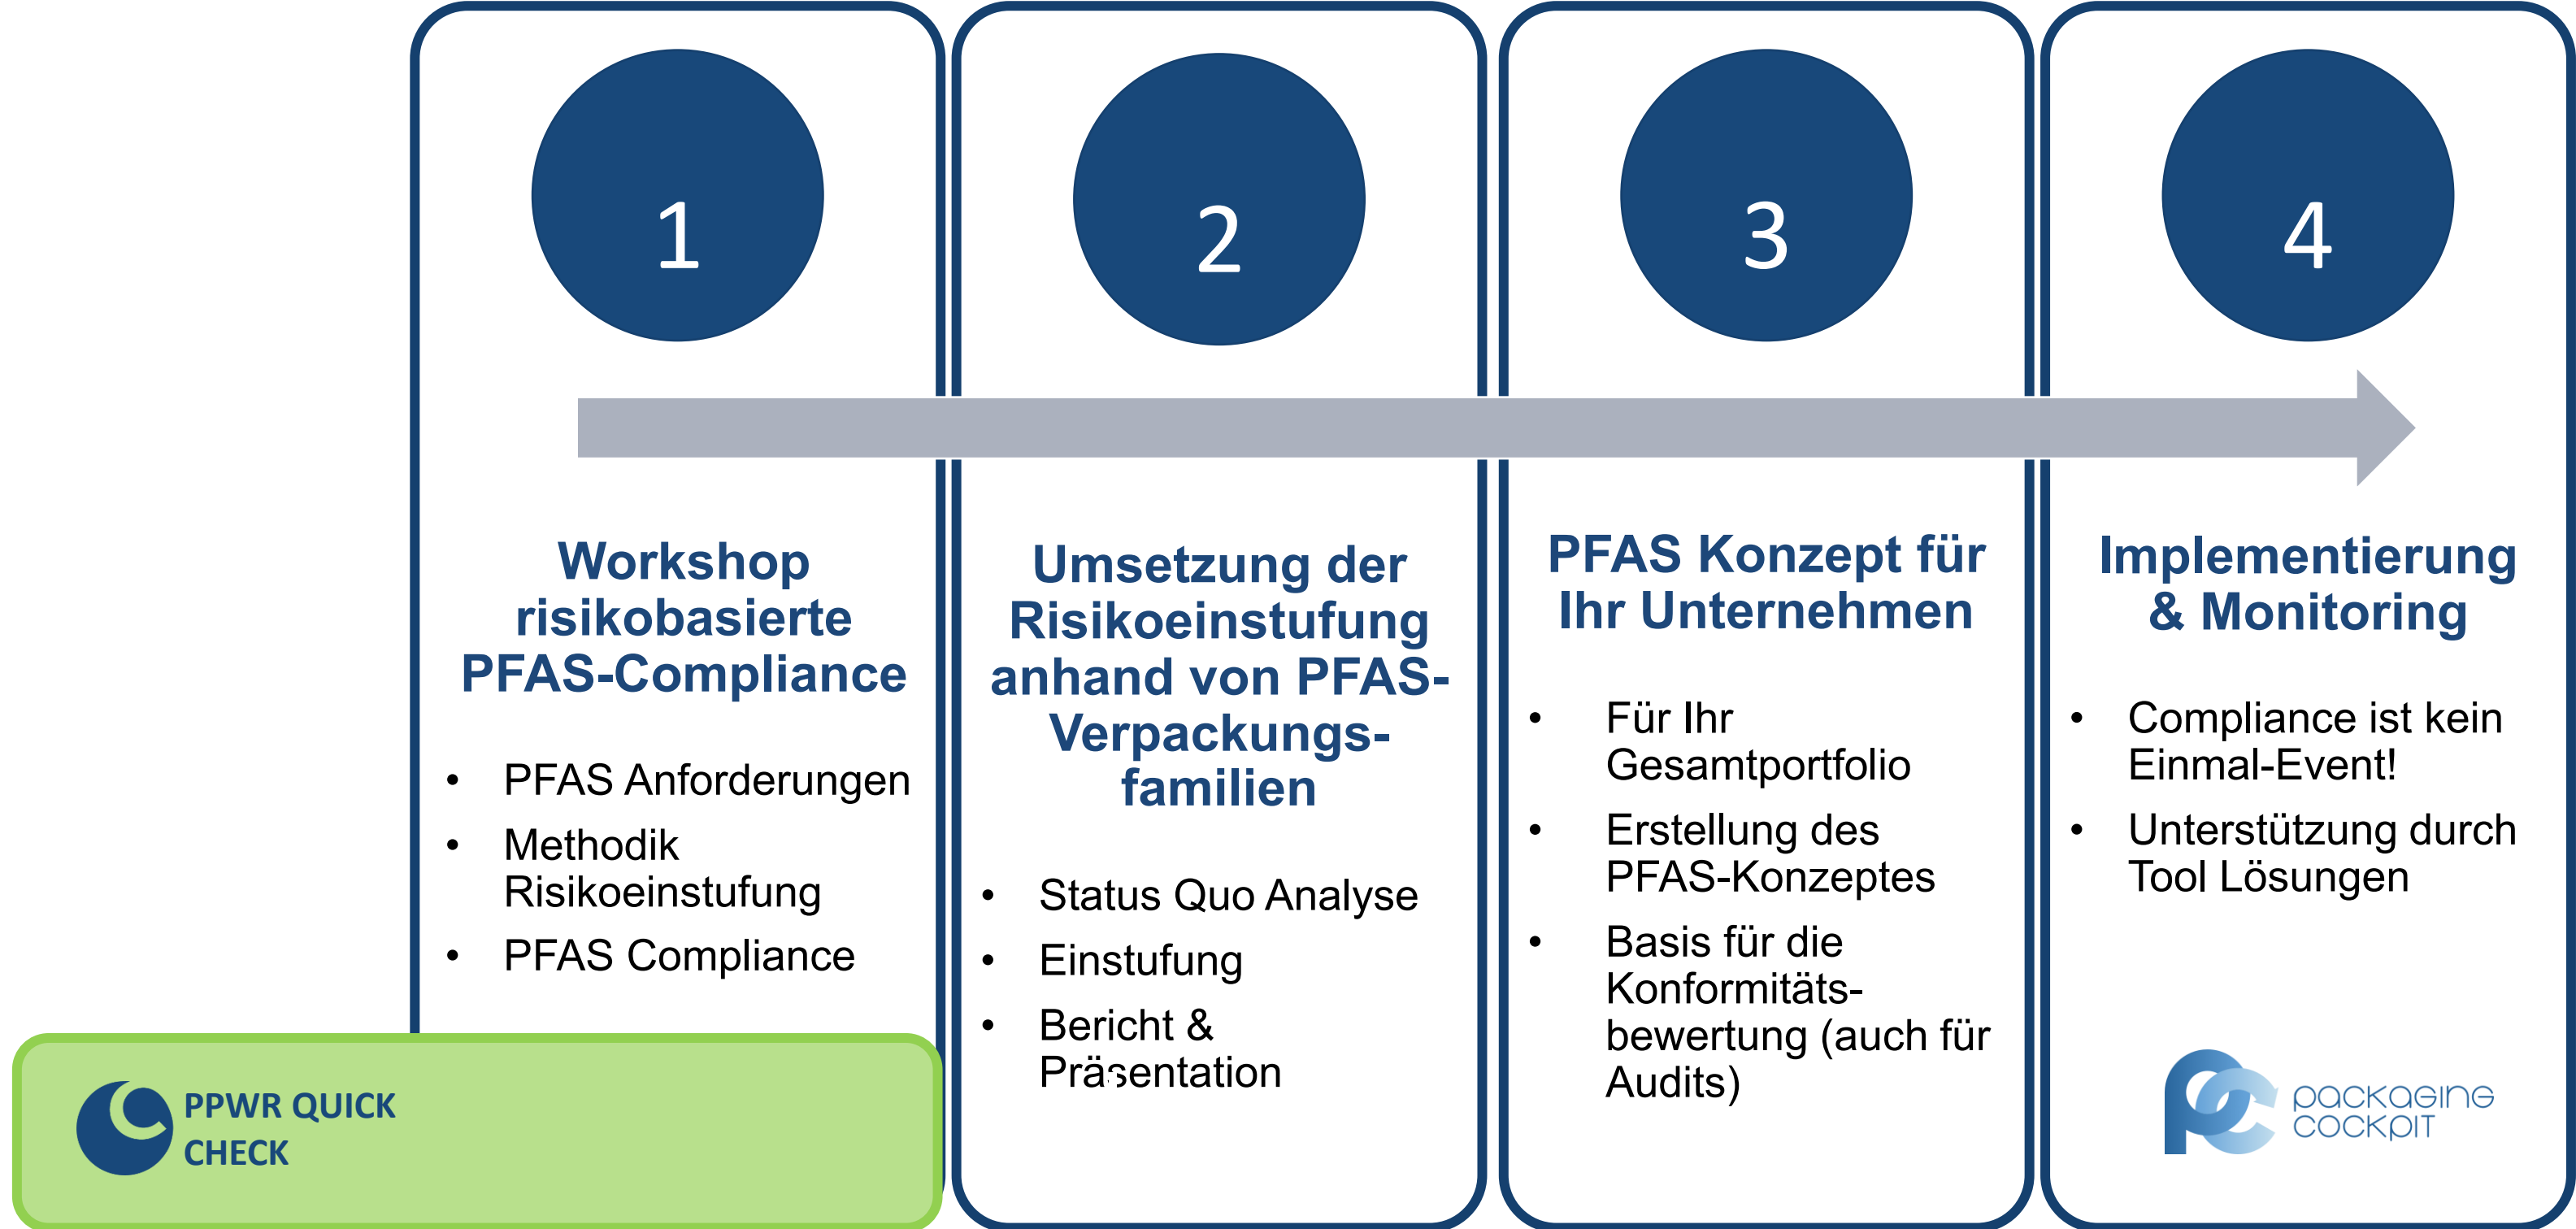 1
Workshop
risikobasierte
PFAS-Compliance
• PFAS Anforderungen
• Methodik
Risikoeinstufung
• PFAS Compliance
PPWR QUICK
CHECK
2
Umsetzung der
Risikoeinstufung
anhand von PFAS-
Verpackungs-
familien
• Status Quo Analyse
• Einstufung
• Bericht &
Präsentation
3
PFAS Konzept für
Ihr Unternehmen
• Für Ihr
Gesamtportfolio
• Erstellung des
PFAS-Konzeptes
• Basis für die
Konformitäts-
bewertung (auch für
Audits)
4
Implementierung
& Monitoring
• Compliance ist kein
Einmal-Event!
• Unterstützung durch
Tool Lösungen
pc
packaging
cockpit